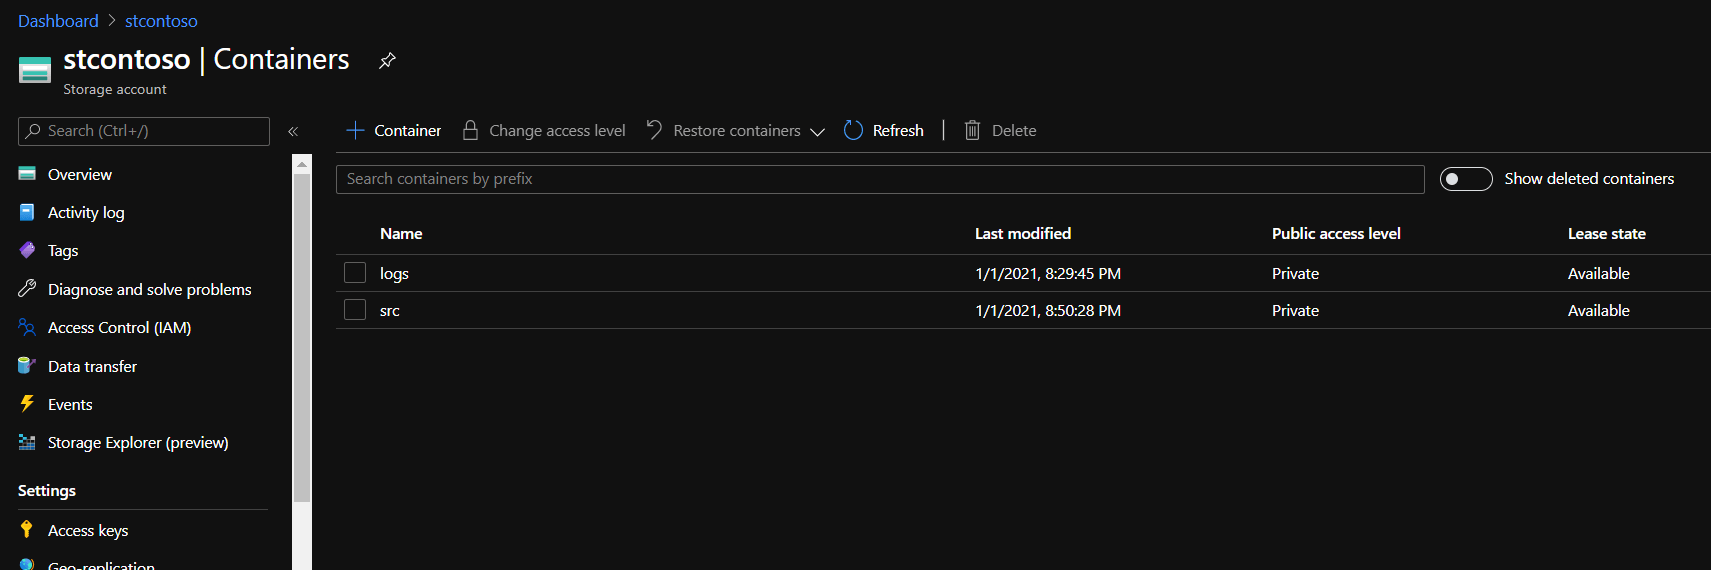 Dashboard > stcontoso
stcontoso | Containers
Storage account
Search (Ctrl+/)
«
Overview
Activity log
Tags
Diagnose and solve problems
Access Control (IAM)
Data transfer
Events
Storage Explorer (preview)
Settings
Access keys
Geo-replication
+ Container Change access level Restore containers Refresh | Delete
Search containers by prefix Show deleted containers
Name Last modified Public access level Lease state
logs 1/1/2021, 8:29:45 PM Private Available
src 1/1/2021, 8:50:28 PM Private Available